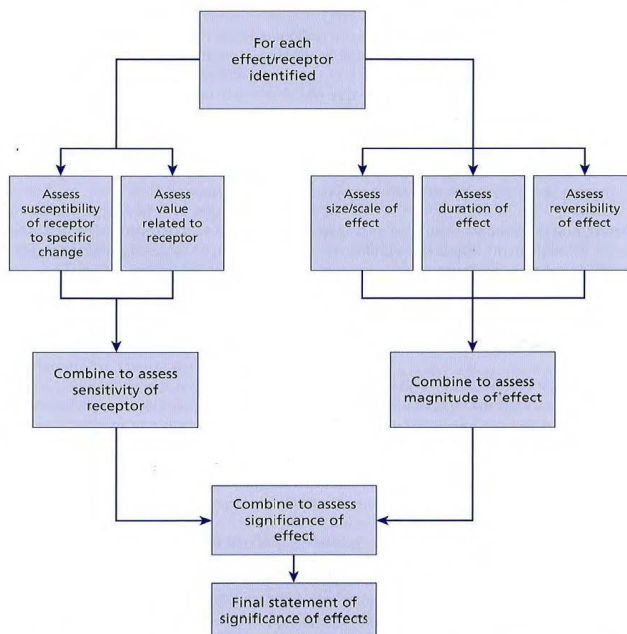 For each
effect/receptor
identified
Assess
susceptibility
of receptor
to specific
change
Assess
value
related to
receptor
Assess
size/scale of
effect
Assess
duration of
effect
Assess
reversibility
of effect
Combine to assess
sensitivity of
receptor
Combine to assess
magnitude of effect
Combine to assess
significance of
effect
Final statement of
significance of effects